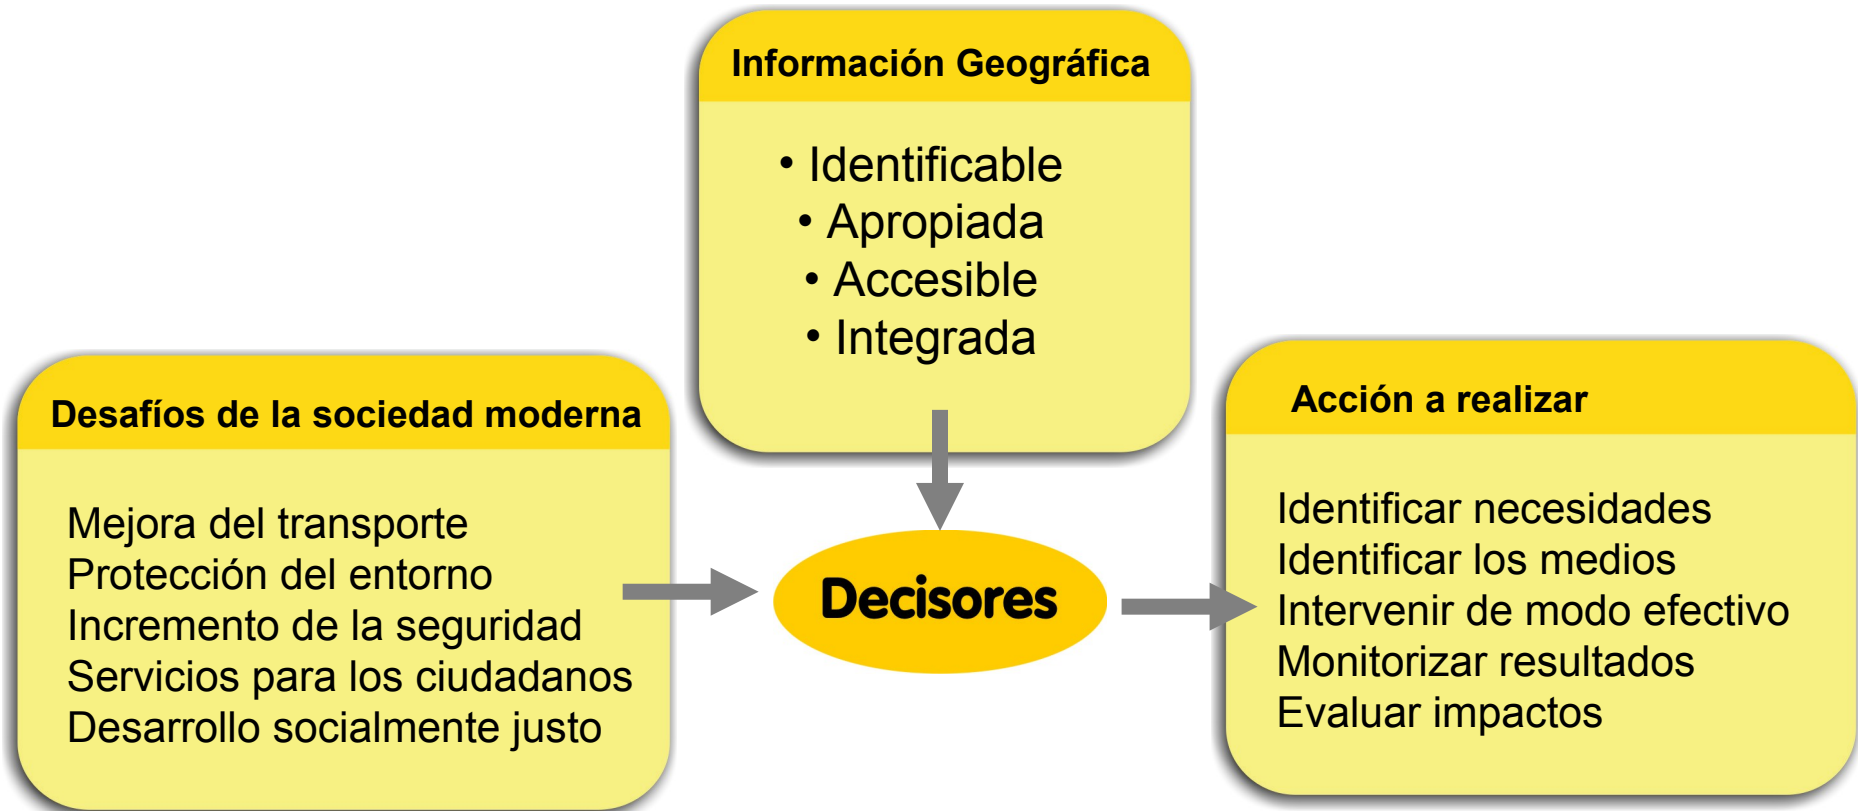 Información Geográfica
• Identificable
• Apropiada
• Accesible
• Integrada
Desafíos de la sociedad moderna
Mejora del transporte
Protección del entorno
Incremento de la seguridad
Servicios para los ciudadanos
Desarrollo socialmente justo
Decisores
Acción a realizar
Identificar necesidades
Identificar los medios
Intervenir de modo efectivo
Monitorizar resultados
Evaluar impactos